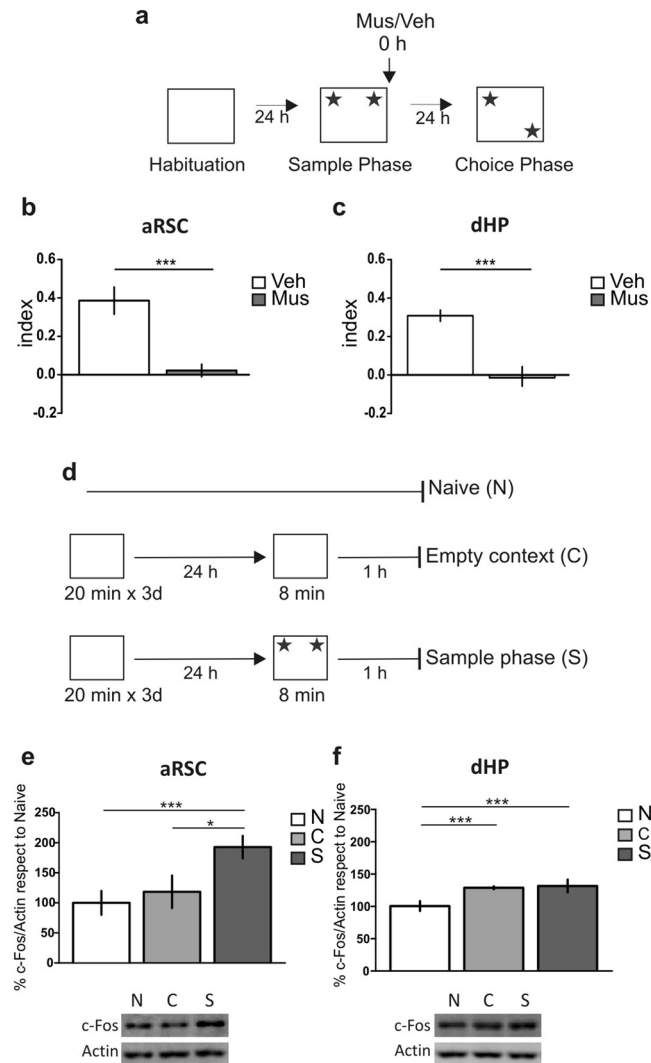 a
Mus/Veh
0 h
24 h
24 h
Habituation
Sample Phase
Choice Phase
b
aRSC
***
index
0.6
0.4
0.2
0.0
-0.2
Veh
Mus
c
dHP
***
index
0.6
0.4
0.2
0.0
-0.2
Veh
Mus
d
Naive (N)
24 h
1 h
Empty context (C)
20 min x 3d
8 min
24 h
1 h
Sample phase (S)
20 min x 3d
8 min
e
aRSC
% c-Fos/Actin respect to Naive
250
200
150
100
50
0
***
*
N
C
S
N C S
c-Fos
Actin
f
dHP
% c-Fos/Actin respect to Naive
250
200
150
100
50
0
***
***
N
C
S
N C S
c-Fos
Actin